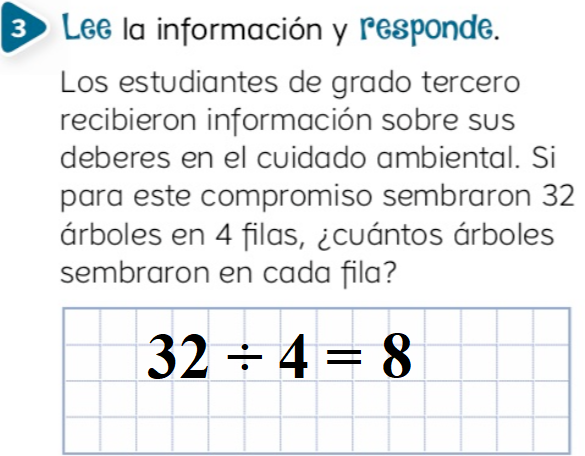 3 Lee la información y responde.
Los estudiantes de grado tercero
recibieron información sobre sus
deberes en el cuidado ambiental. Si
para este compromiso sembraron 32
árboles en 4 filas, ¿cuántos árboles
sembraron en cada fila?
32 ÷ 4 = 8